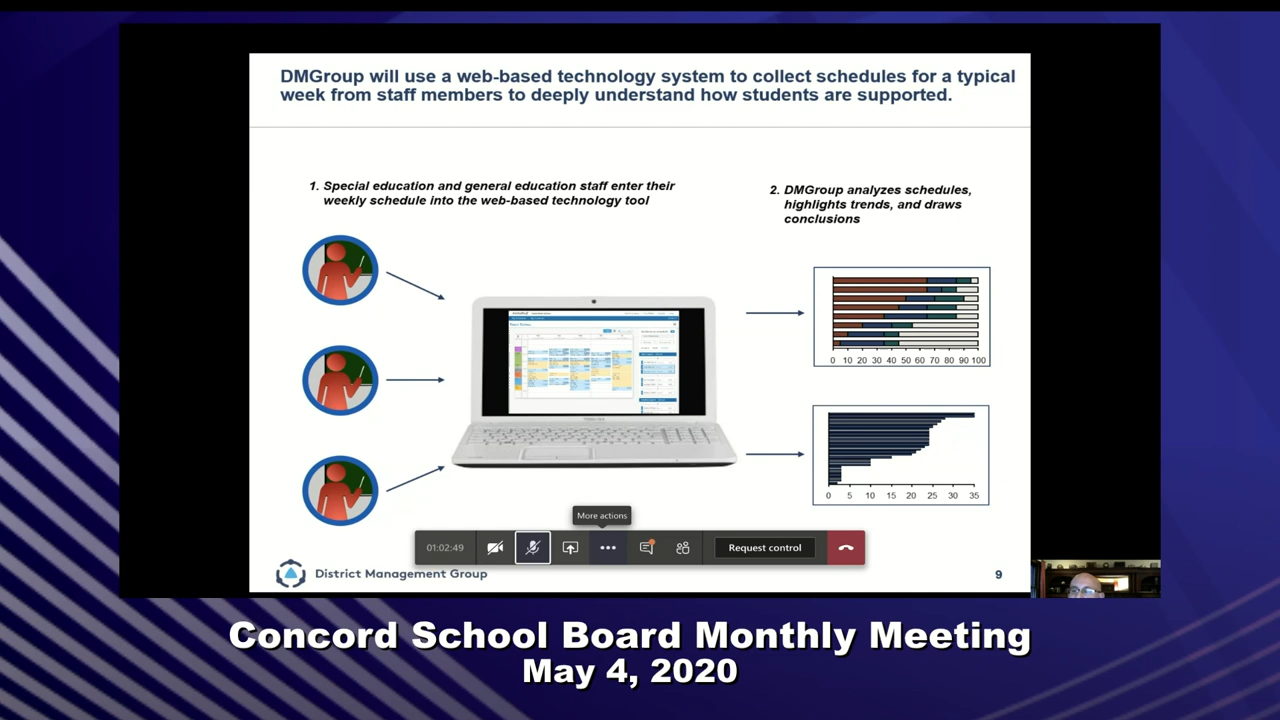 DMGroup will use a web-based technology system to collect schedules for a typical
week from staff members to deeply understand how students are supported.
1. Special education and general education staff enter their
weekly schedule into the web-based technology tool
2. DMGroup analyzes schedules,
highlights trends, and draws
conclusions
0 10 20 30 40 50 60 70 80 90 100
0 5 10 15 20 25 30 35
More actions
01:02:49
Request control
District Management Group
9
Concord School Board Monthly Meeting
May 4, 2020